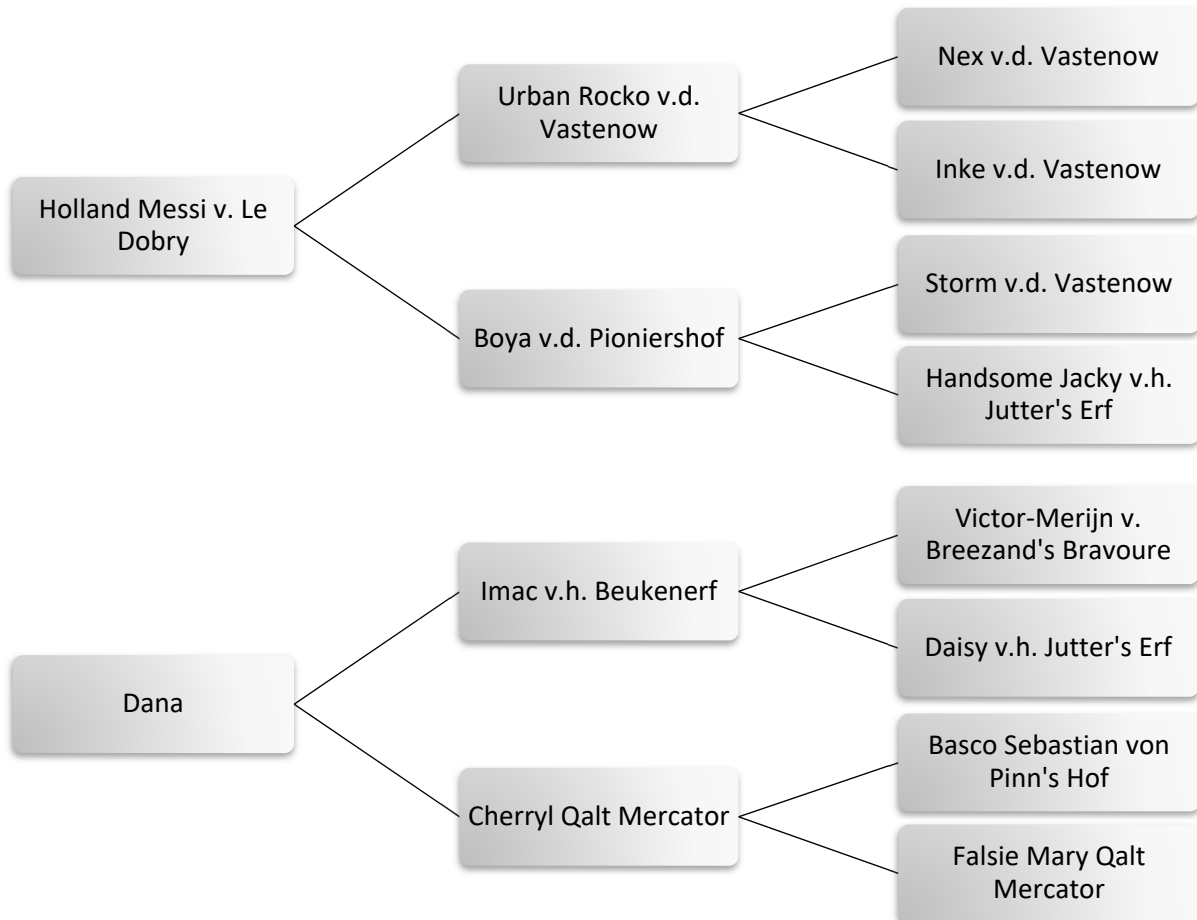 Holland Messi v. Le
Dobry
Urban Rocko v.d.
Vastenow
Nex v.d. Vastenow
Inke v.d. Vastenow
Boya v.d. Pioniershof
Storm v.d. Vastenow
Handsome Jacky v.h.
Jutter's Erf
Dana
Imac v.h. Beukenerf
Victor-Merijn v.
Breezand's Bravoure
Daisy v.h. Jutter's Erf
Cherryl Qalt Mercator
Basco Sebastian von
Pinn's Hof
Falsie Mary Qalt
Mercator